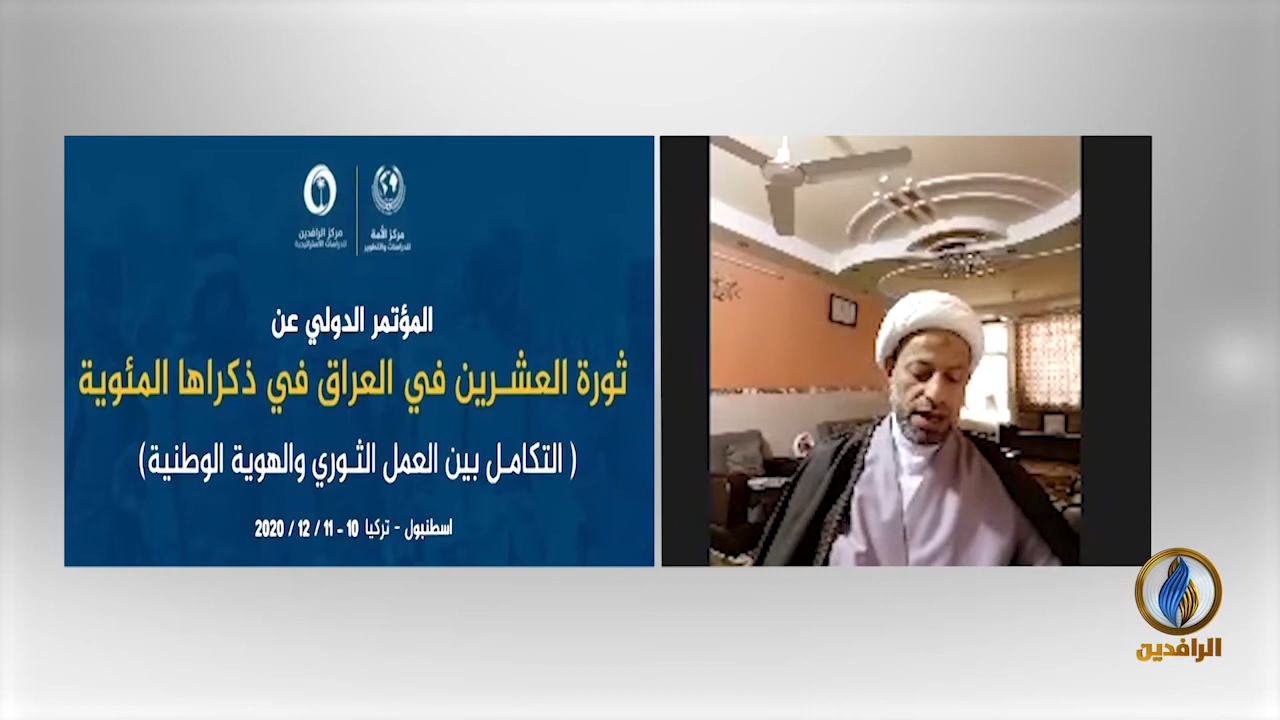 مركز الرافدين
للدراسات الاستراتيجية
مركز الأمة
للدراسات والتطوير
المؤتمر الدولي عن
ثورة العشرين في العراق في ذكراها المئوية
( التكامل بين العمل الثوري والهوية الوطنية)
اسطنبول - تركيا 10 - 11 / 12 / 2020
الرافدين